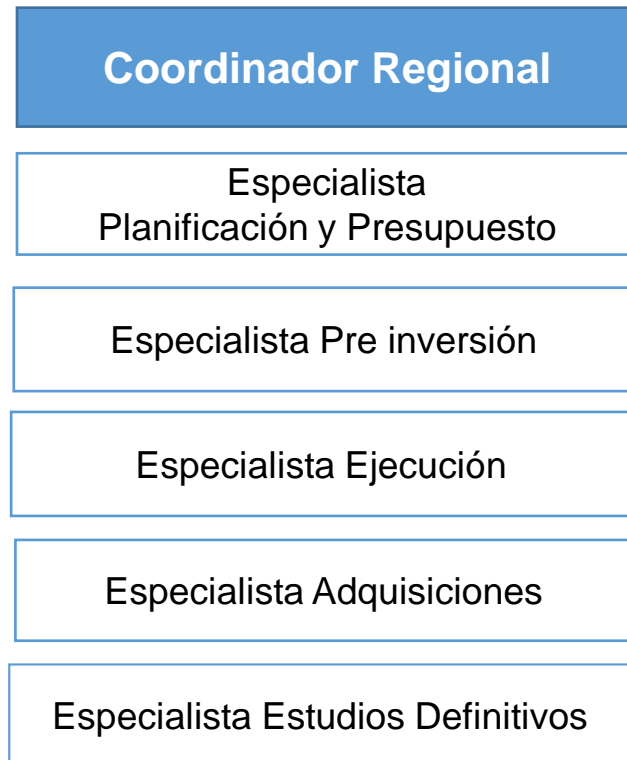 Coordinador Regional
Especialista
Planificación y Presupuesto
Especialista Pre inversión
Especialista Ejecución
Especialista Adquisiciones
Especialista Estudios Definitivos